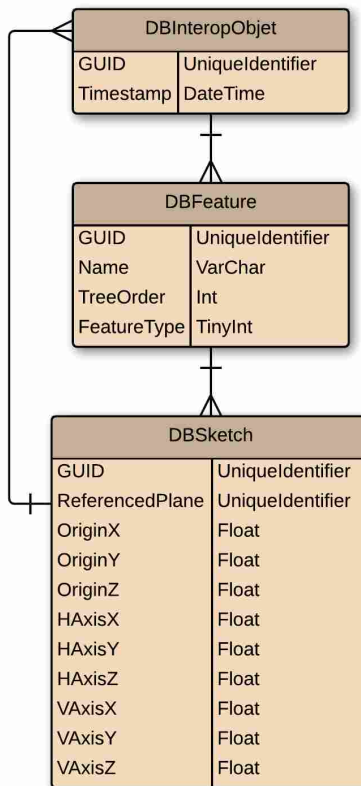 DBInteropObjet
GUID UniqueIdentifier
Timestamp DateTime
DBFeature
GUID UniqueIdentifier
Name VarChar
TreeOrder Int
FeatureType TinyInt
DBSketch
GUID UniqueIdentifier
ReferencedPlane UniqueIdentifier
OriginX Float
OriginY Float
OriginZ Float
HAxisX Float
HAxisY Float
HAxisZ Float
VAxisX Float
VAxisY Float
VAxisZ Float